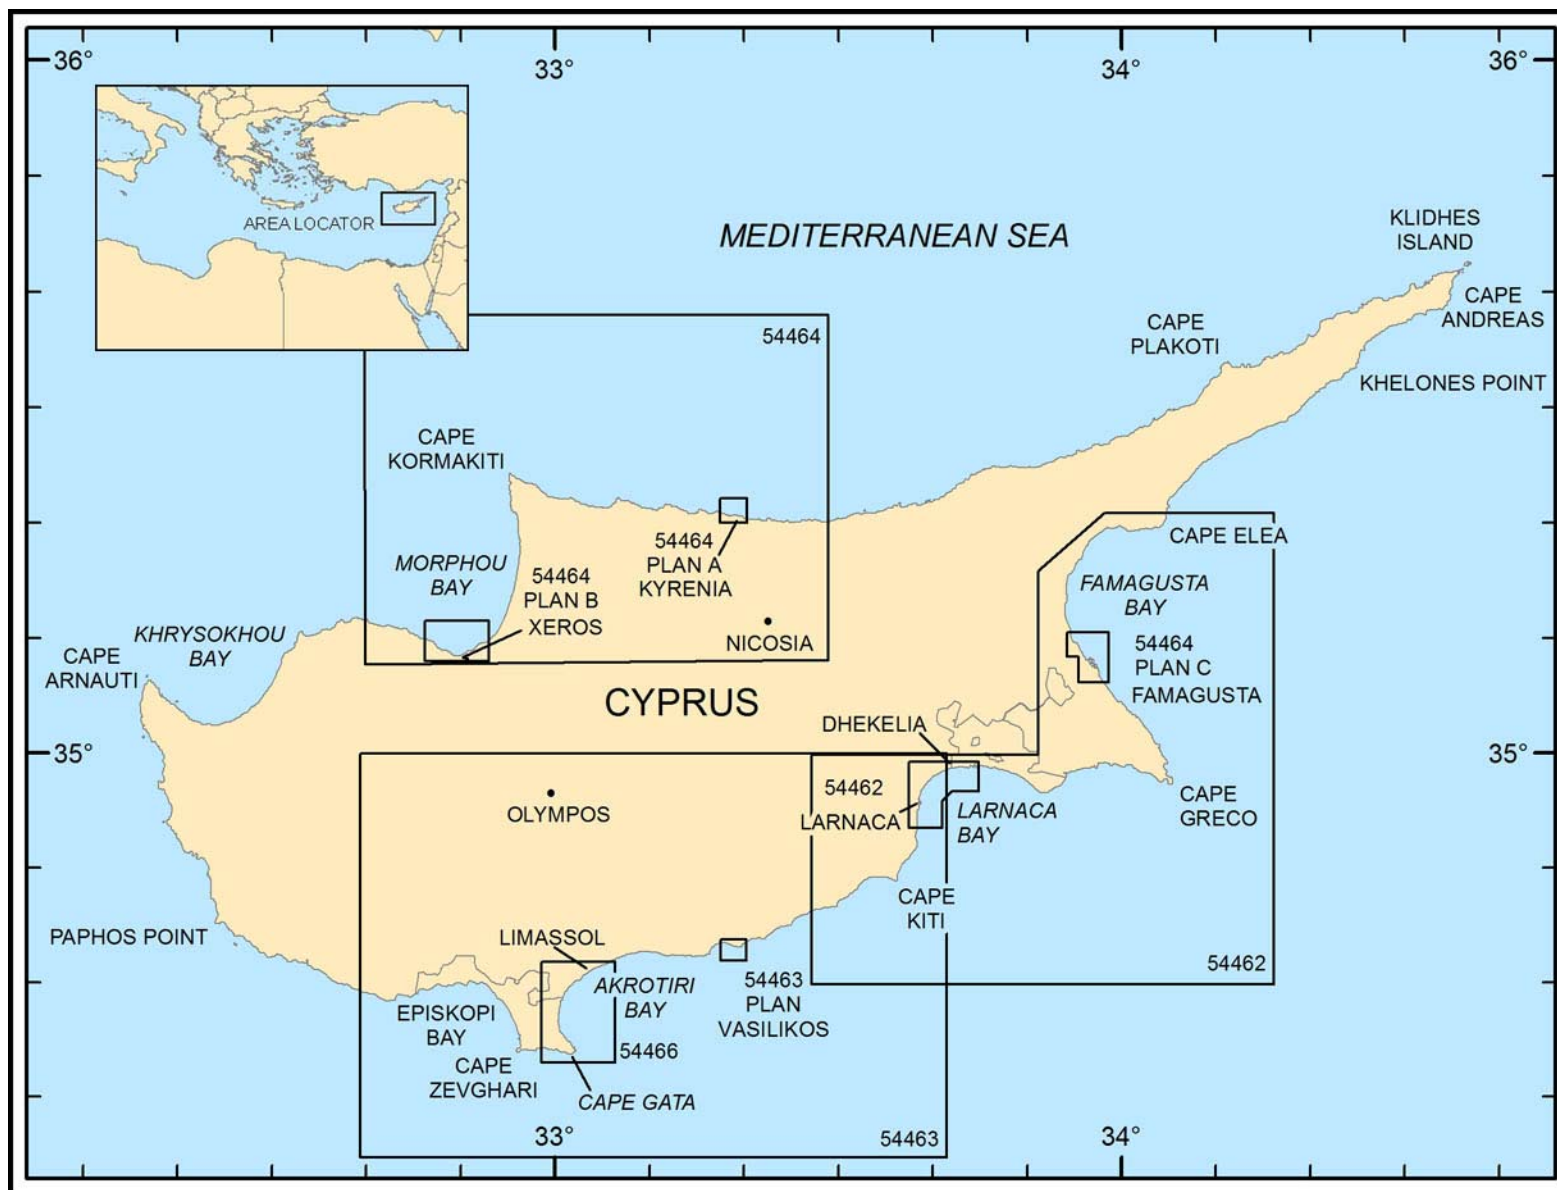 36°
33°
34°
36°
AREA LOCATOR
MEDITERRANEAN SEA
KLIDHES
ISLAND
CAPE
ANDREAS
CAPE
PLAKOTI
54464
KHELONES POINT
CAPE
KORMAKITI
54464
PLAN A
KYRENIA
CAPE ELEA
MORPHOU
BAY
54464
PLAN B
XEROS
FAMAGUSTA
BAY
KHRYSOKHOU
BAY
NICOSIA
54464
PLAN C
FAMAGUSTA
CAPE
ARNAUTI
CYPRUS
DHEKELIA
35°
35°
54462
LARNACA
LARNACA
BAY
CAPE
GRECO
OLYMPOS
CAPE
KITI
PAPHOS POINT
LIMASSOL
54462
AKROTIRI
BAY
54463
PLAN
VASILIKOS
EPISKOPI
BAY
54466
CAPE
ZEVGHARI
CAPE GATA
33°
54463
34°